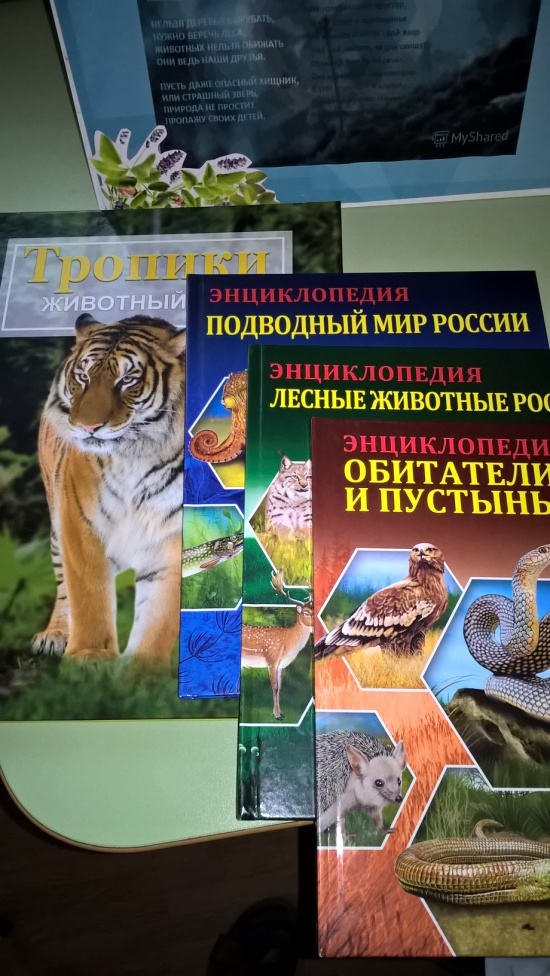 НЕЛЬЗЯ ДЕРЕВЬЯ ВЫРУБАТЬ,
НУЖНО БЕРЕЧЬ ЛЕСА,
ЖИВОТНЫХ НЕЛЬЗЯ ОБИЖАТЬ
ОНИ ВЕДЬ НАШИ ДРУЗЬЯ.
ПУСТЬ ДАЖЕ ОПАСНЫЙ ХИЩНИК,
ИЛИ СТРАШНЫЙ ЗВЕРЬ,
ПРИРОДА НЕ ПРОСТИТ
ПРОПАЖУ СВОИХ ДЕТЕЙ.
MyShared
Тропики
ЖИВОТНЫЙ
ЭНЦИКЛОПЕДИЯ
ПОДВОДНЫЙ МИР РОССИИ
ЭНЦИКЛОПЕДИЯ
ЛЕСНЫЕ ЖИВОТНЫЕ РОС
ЭНЦИКЛОПЕДИ
ОБИТАТЕЛИ
И ПУСТЫНЬ